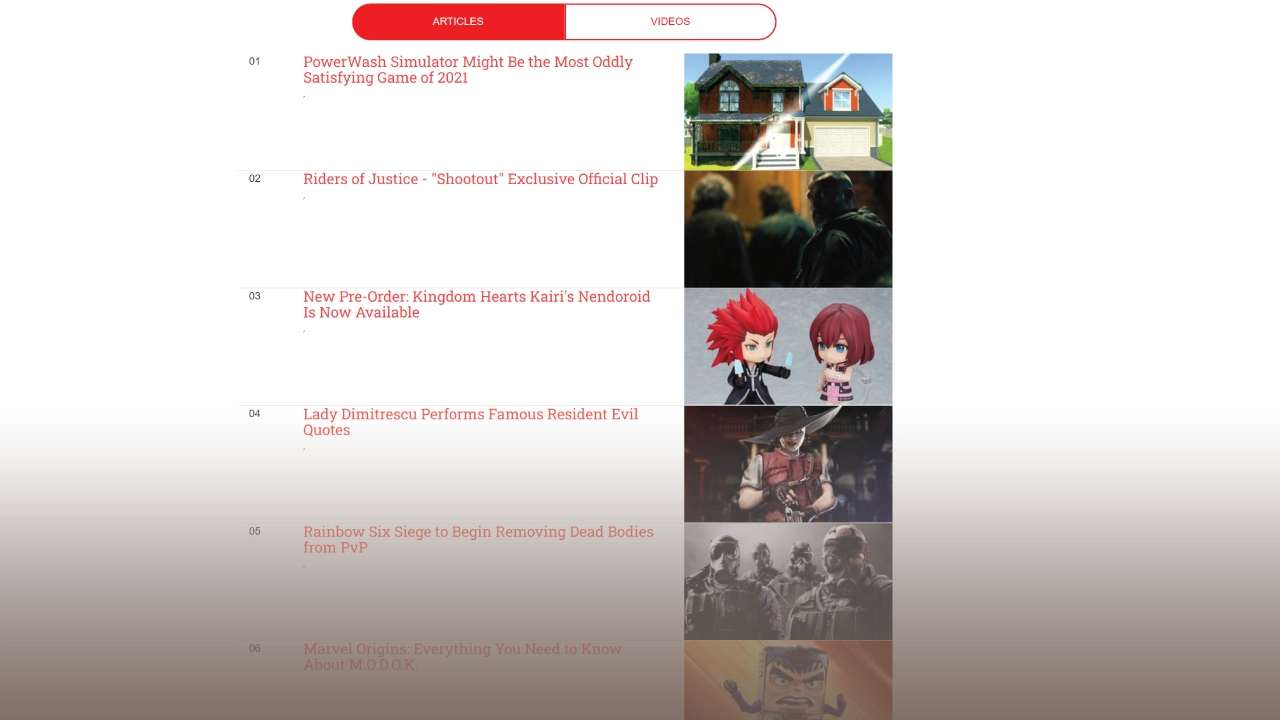 ARTICLES
VIDEOS
01
PowerWash Simulator Might Be the Most Oddly
Satisfying Game of 2021
,
02
Riders of Justice - "Shootout" Exclusive Official Clip
,
03
New Pre-Order: Kingdom Hearts Kairi's Nendoroid
Is Now Available
,
04
Lady Dimitrescu Performs Famous Resident Evil
Quotes
,
05
Rainbow Six Siege to Begin Removing Dead Bodies
from PvP
,
06
Marvel Origins: Everything You Need to Know
About M.O.D.O.K.